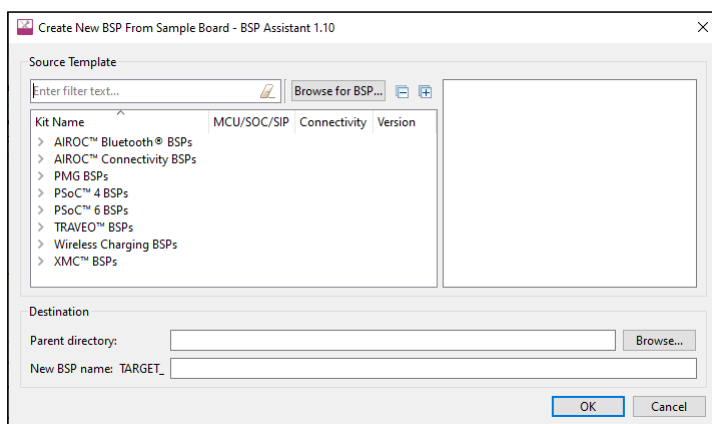 Create New BSP From Sample Board - BSP Assistant 1.10
Source Template
Enter filter text... Browse for BSP...
Kit Name MCU/SOC/SIP Connectivity Version
AIROC™ Bluetooth® BSPs
AIROC™ Connectivity BSPs
PMG BSPs
PSoC™ 4 BSPs
PSoC™ 6 BSPs
TRAVEO™ BSPs
Wireless Charging BSPs
XMC™ BSPs
Destination
Parent directory: Browse...
New BSP name: TARGET_
OK Cancel